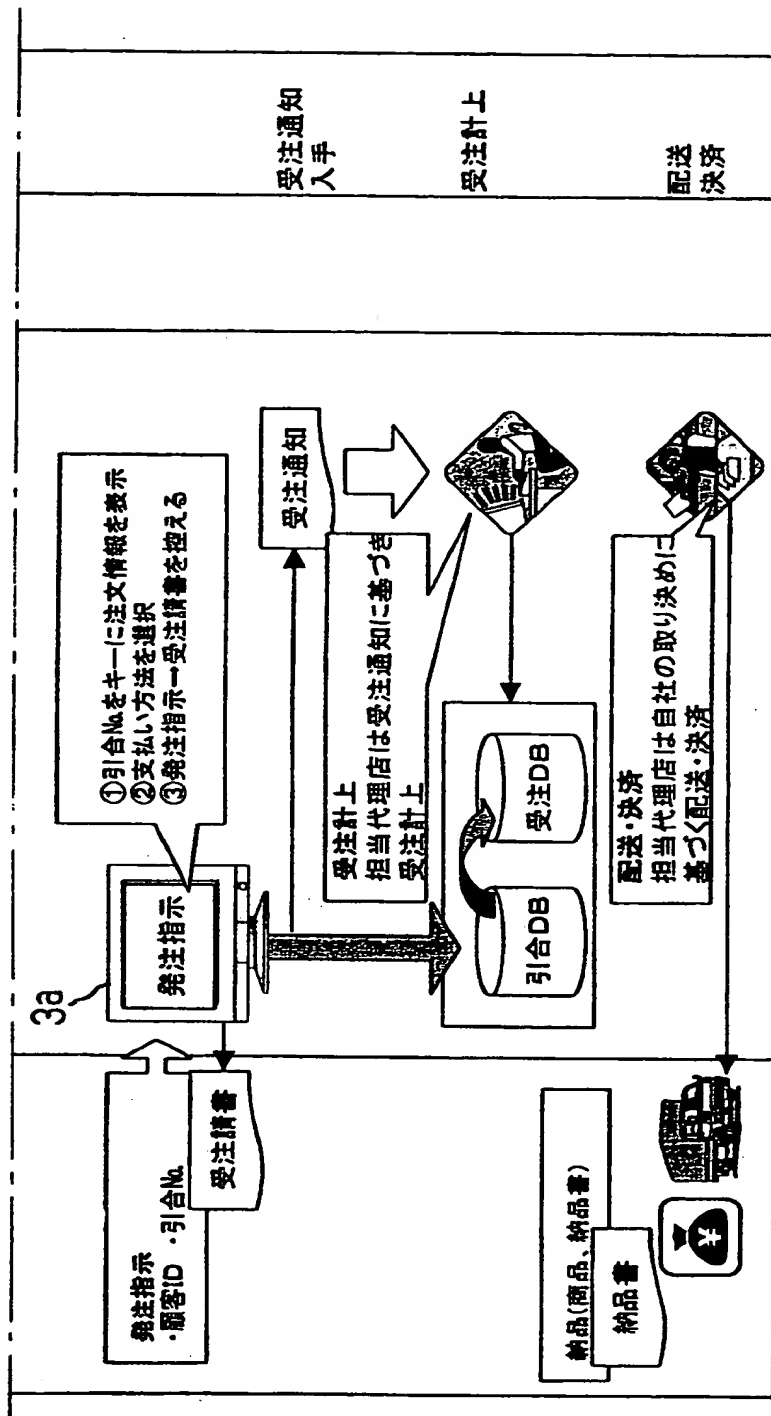 発注指示
・顧客ID ・引合No.
受注請書
3a
発注指示
①引合No.をキーに注文情報を表示
②支払い方法を選択
③発注指示→受注請書を控える
受注通知
受注通知
入手
受注計上
担当代理店は受注通知に基づき
受注計上
引合DB
受注DB
受注計上
納品(商品、納品書)
納品書
¥
配送・決済
担当代理店は自社の取り決めに
基づく配送・決済
配送
決済